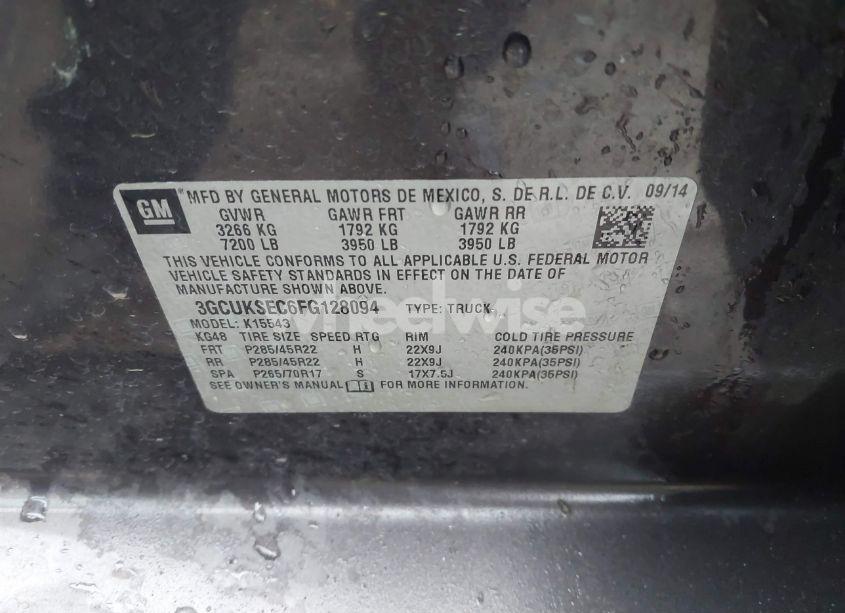 GM
® MFD BY GENERAL MOTORS DE MEXICO, S. DE R.L. DE C.V. 09/14
GVWR GAWR FRT GAWR RR
3266 KG 1792 KG 1792 KG
7200 LB 3950 LB 3950 LB
THIS VEHICLE CONFORMS TO ALL APPLICABLE U.S. FEDERAL MOTOR
VEHICLE SAFETY STANDARDS IN EFFECT ON THE DATE OF
MANUFACTURE SHOWN ABOVE.
3GCUKSEC6FG128094 TYPE: TRUCK
wheelwise
MODEL: K15543
KG48 TIRE SIZE SPEED RTG RIM COLD TIRE PRESSURE
FRT P285/45R22 H 22X9J 240KPA(35PSI)
RR P285/45R22 H 22X9J 240KPA(35PSI)
SPA P265/70R17 S 17X7.5J 240KPA(35PSI)
SEE OWNER'S MANUAL FOR MORE INFORMATION.